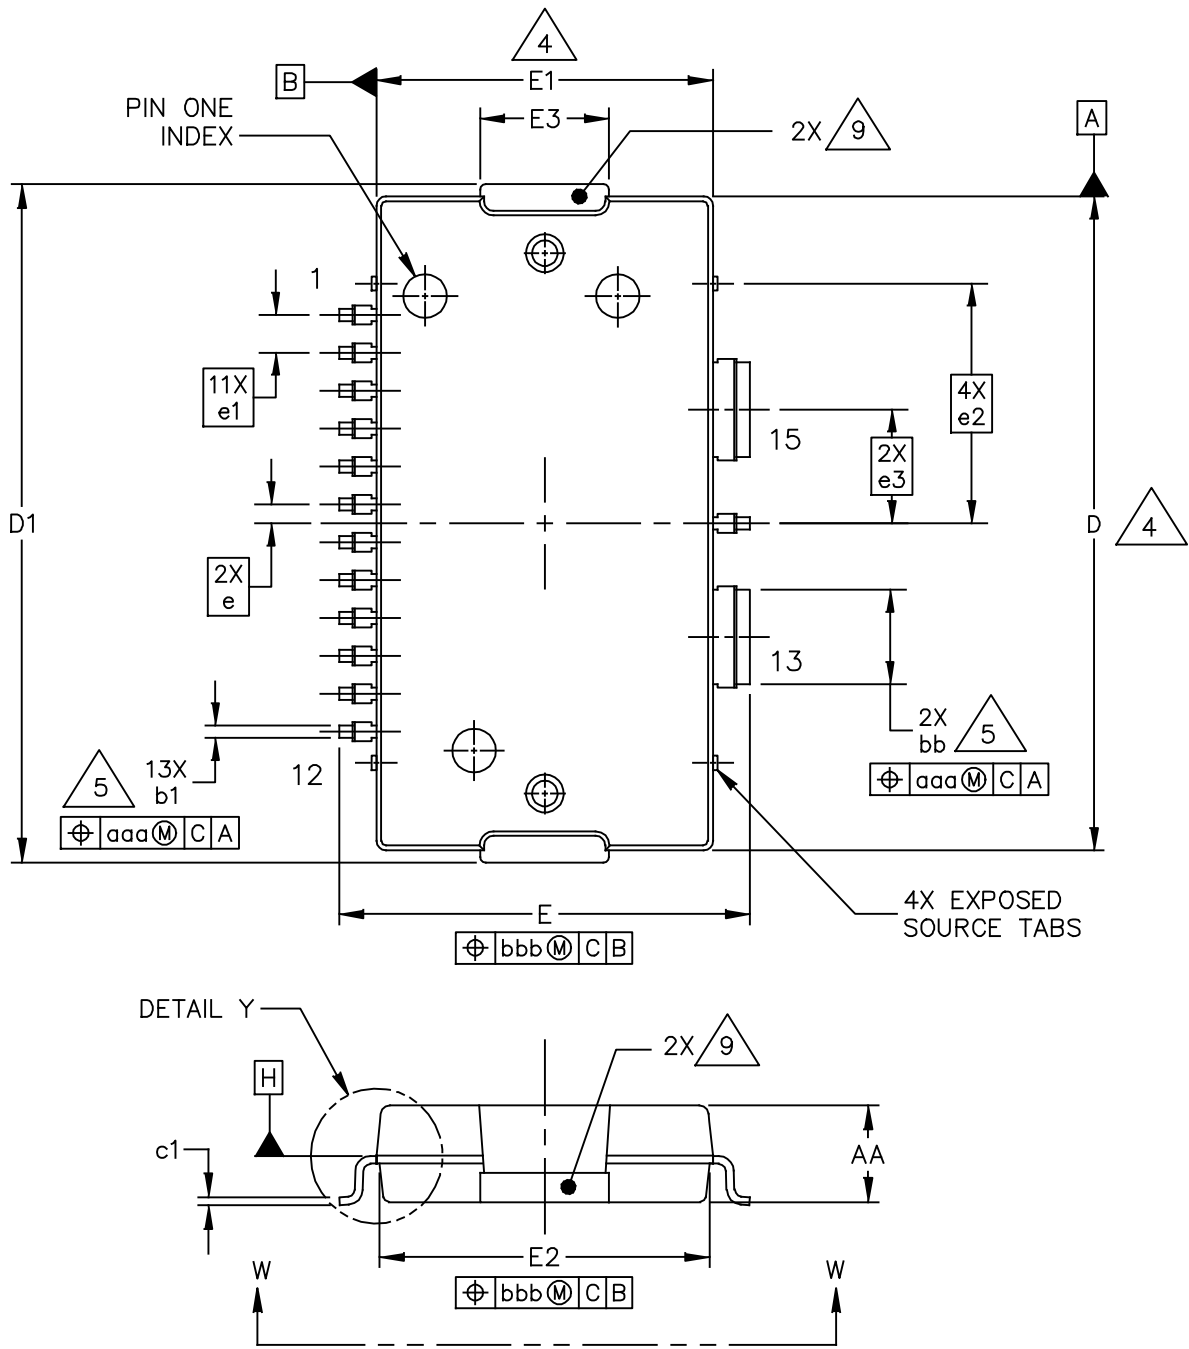 4
B
E1
PIN ONE
INDEX
E3
2X 9
A
1
11X
e1
4X
e2
15
2X
e3
D1
D 4
2X
e
13
2X
bb 5
⌖ aaa Ⓜ C A
12
5 13X
b1
⌖ aaa Ⓜ C A
4X EXPOSED
SOURCE TABS
E
⌖ bbb Ⓜ C B
DETAIL Y
2X 9
H
c1
AA
E2
⌖ bbb Ⓜ C B
W W